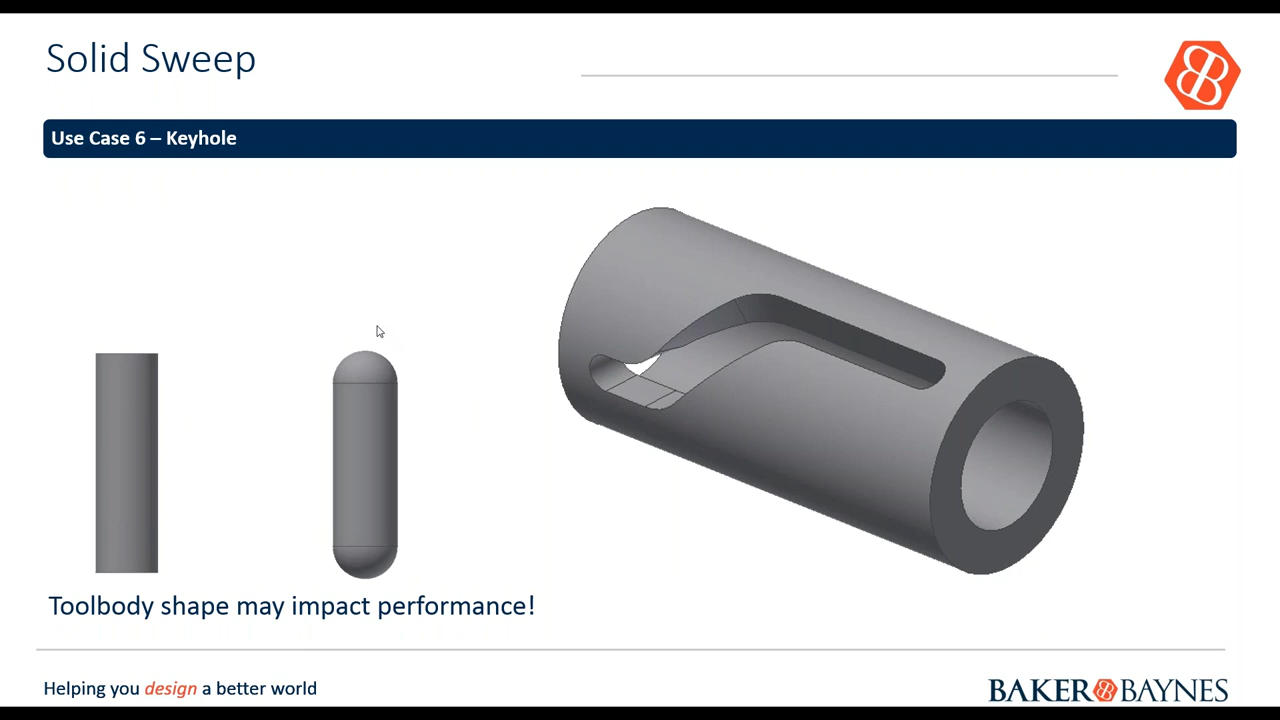 Solid Sweep
Use Case 6 – Keyhole
Toolbody shape may impact performance!
Helping you design a better world
BAKER BAYNES